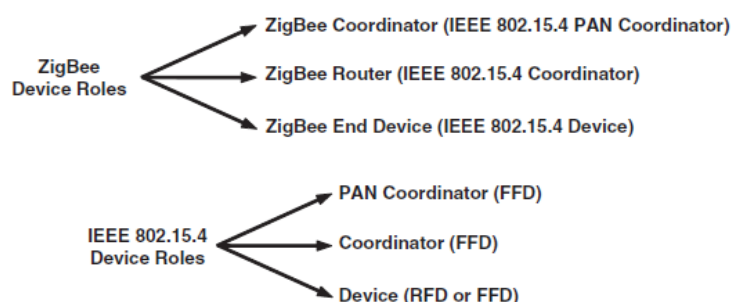 ZigBee Coordinator (IEEE 802.15.4 PAN Coordinator)
ZigBee
Device Roles
ZigBee Router (IEEE 802.15.4 Coordinator)
ZigBee End Device (IEEE 802.15.4 Device)
PAN Coordinator (FFD)
IEEE 802.15.4
Device Roles
Coordinator (FFD)
Device (RFD or FFD)